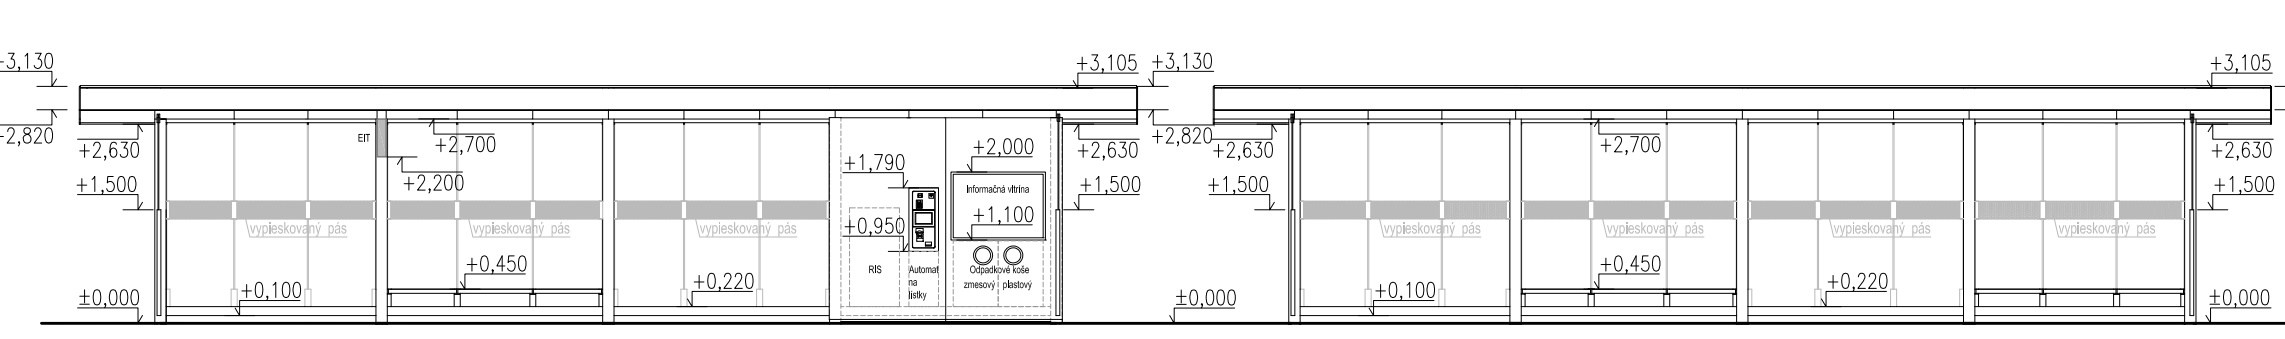 +3,130
+3,105
+3,130
+3,105
+2,820
+2,630
EIT
+2,700
+2,200
+1,790
+2,000
+2,630
+2,820
+2,630
+2,700
+2,630
+1,500
Informačná vitrína
+1,500
+1,500
+1,500
+1,100
+0,950
vypieskovaný pás
vypieskovaný pás
vypieskovaný pás
vypieskovaný pás
vypieskovaný pás
vypieskovaný pás
vypieskovaný pás
+0,450
RIS
Automat
na
lístky
Odpadkové koše
zmesový
plastový
+0,450
±0,000
+0,100
+0,220
±0,000
+0,100
+0,220
±0,000